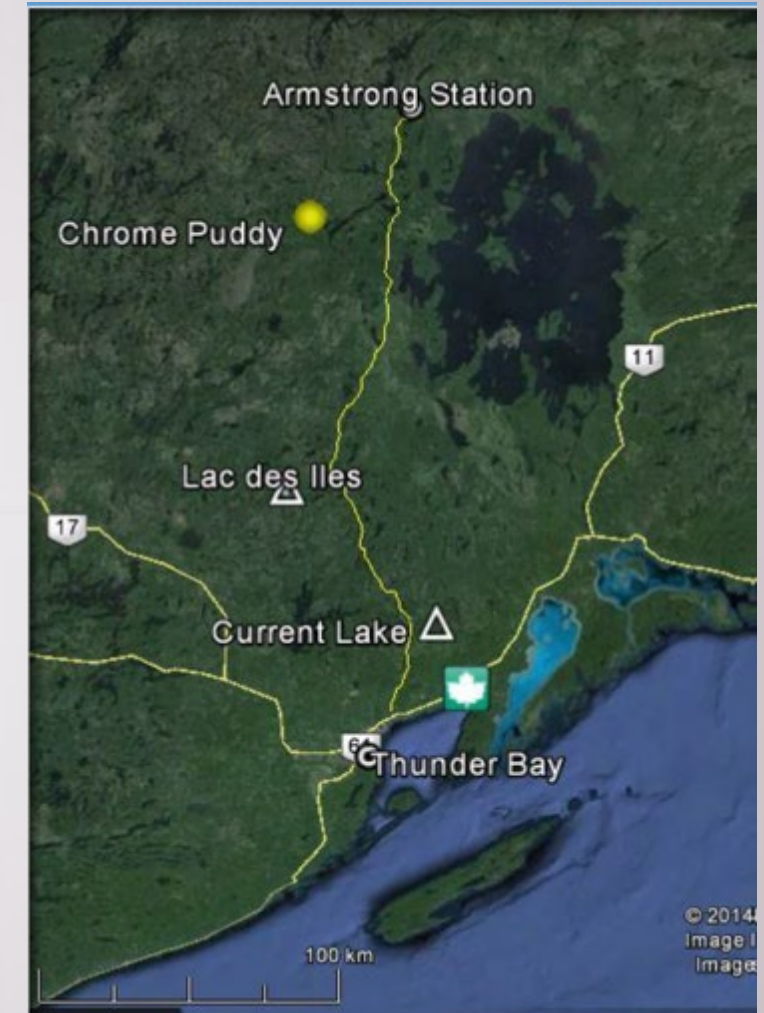 Armstrong Station
Chrome Puddy
11
Lac des Iles
17
Current Lake
Thunder Bay
© 2014
Image
Image
100 km